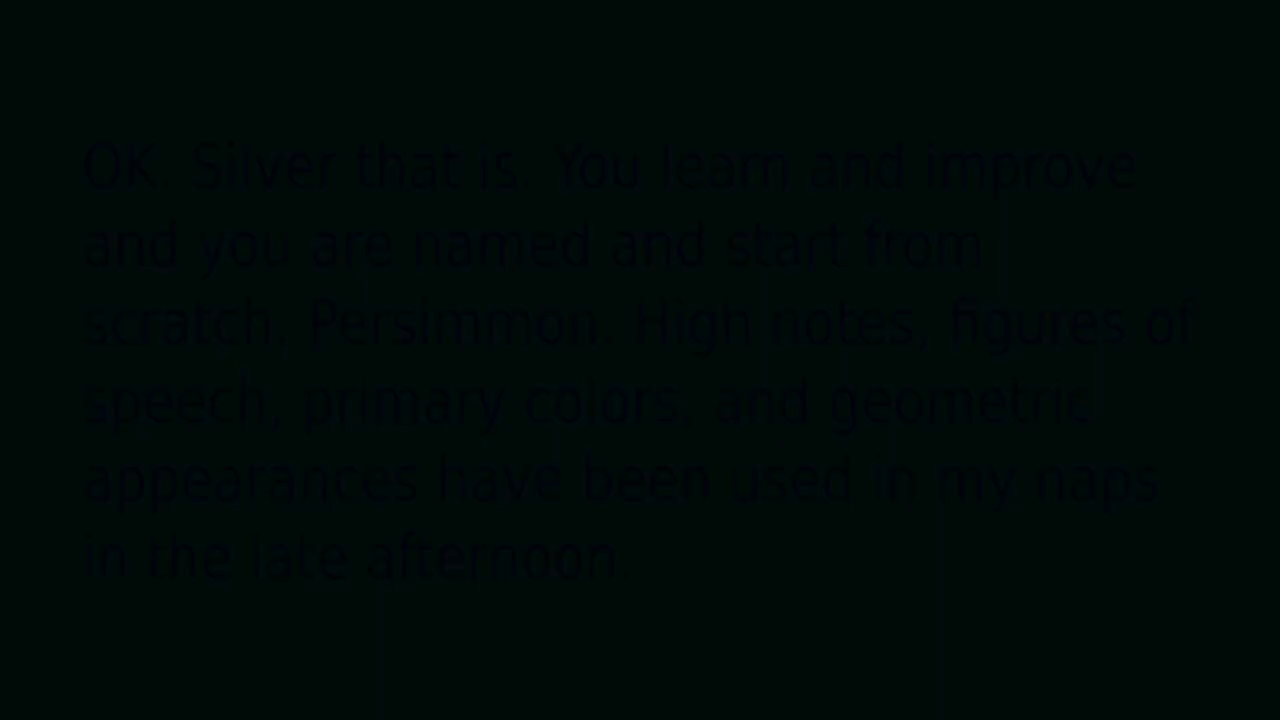 OK. Silver that is. You learn and improve
and you are named and start from
scratch. Persimmon. High notes, figures of
speech, primary colors, and geometric
appearances have been used in my naps
in the late afternoon.